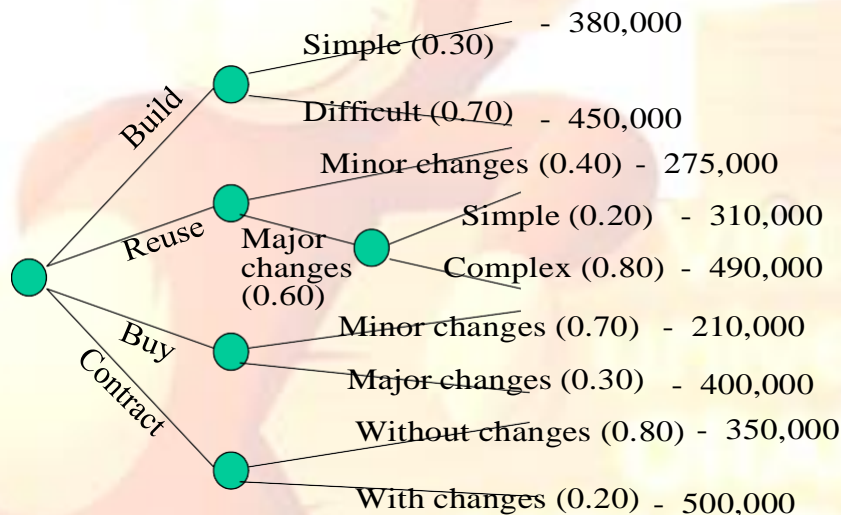 Simple (0.30) - 380,000
Build
Difficult (0.70) - 450,000
Minor changes (0.40) - 275,000
Reuse
Major
changes
(0.60)
Simple (0.20) - 310,000
Complex (0.80) - 490,000
Buy
Minor changes (0.70) - 210,000
Major changes (0.30) - 400,000
Contract
Without changes (0.80) - 350,000
With changes (0.20) - 500,000